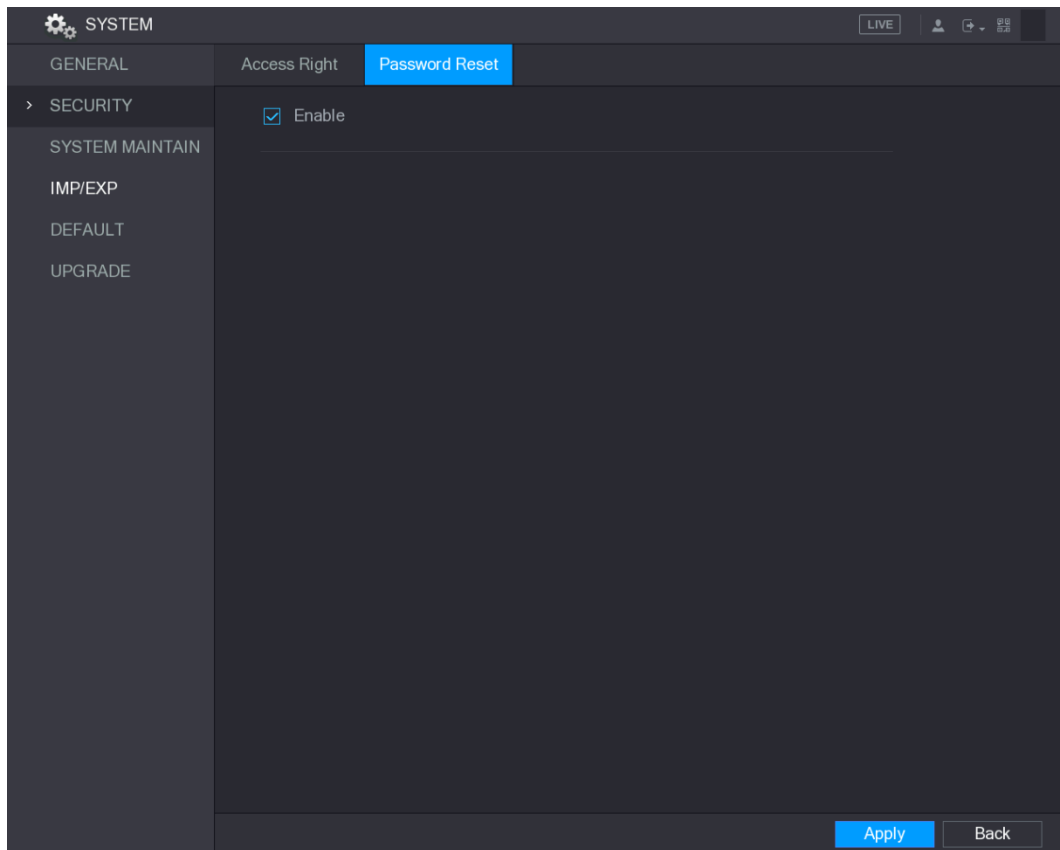 SYSTEM
LIVE
GENERAL
Access Right
Password Reset
SECURITY
Enable
SYSTEM MAINTAIN
IMP/EXP
DEFAULT
UPGRADE
Apply
Back